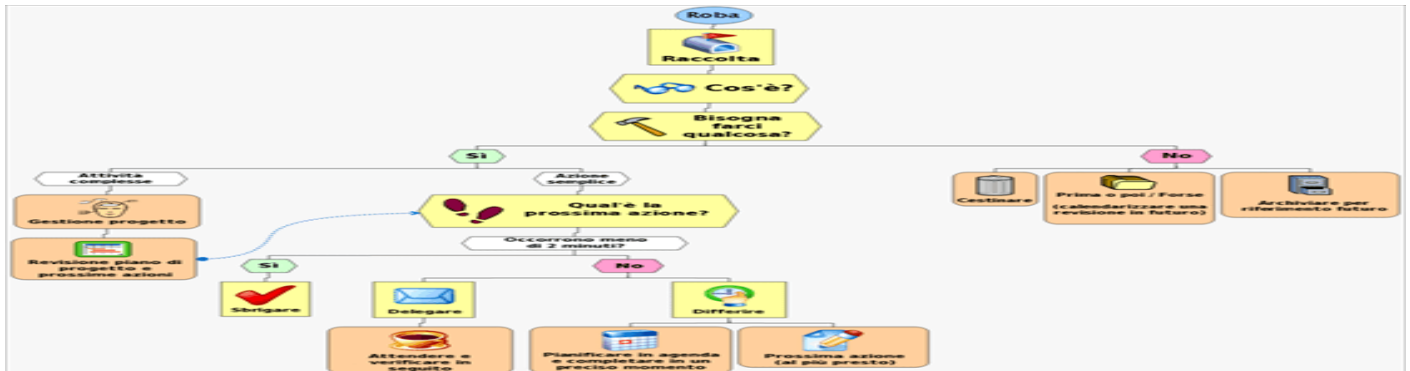 Roba
Raccolta
Cos'è?
Bisogna
farci
qualcosa?
Sì
No
Attività
complesse
Azione
semplice
Gestione progetto
Qual'è la
prossima azione?
Cestinare
Prima o poi / Forse
(calendarizzare una
revisione in futuro)
Archiviare per
riferimento futuro
Revisione piano di
progetto e
prossime azioni
Occorrono meno
di 2 minuti?
Sì
No
Sbrigare
Delegare
Differire
Attendere e
verificare in
seguito
Pianificare in agenda
e completare in un
preciso momento
Prossima azione
(al più presto)